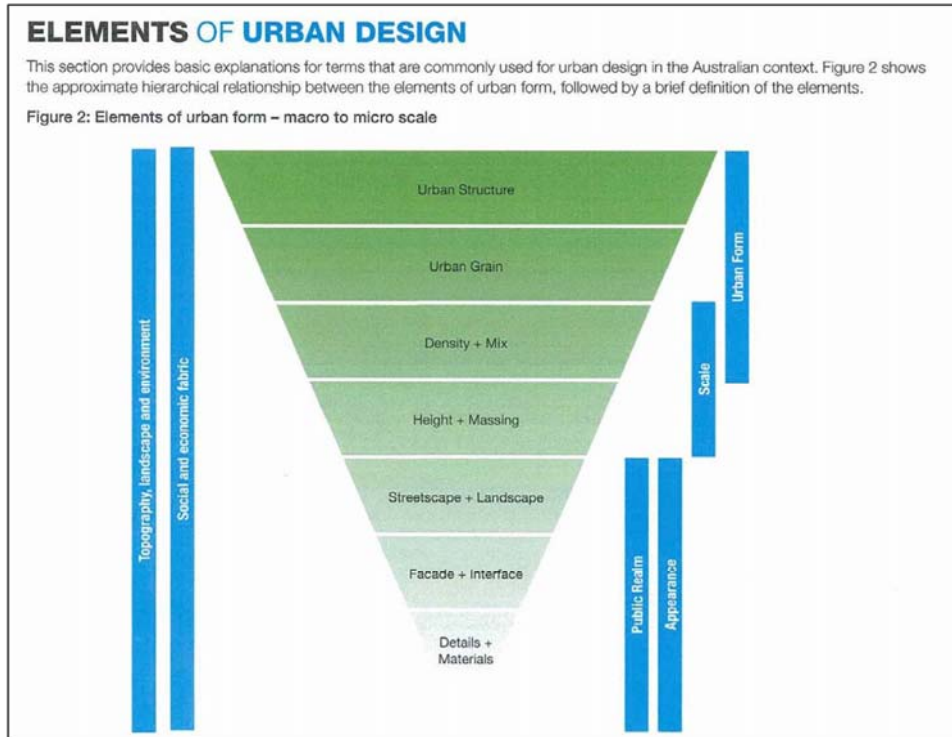 ELEMENTS OF URBAN DESIGN
This section provides basic explanations for terms that are commonly used for urban design in the Australian context. Figure 2 shows
the approximate hierarchical relationship between the elements of urban form, followed by a brief definition of the elements.
Figure 2: Elements of urban form – macro to micro scale
Topography, landscape and environment
Social and economic fabric
Urban Structure
Urban Grain
Density + Mix
Height + Massing
Streetscape + Landscape
Facade + Interface
Details +
Materials
Urban Form
Scale
Public Realm
Appearance